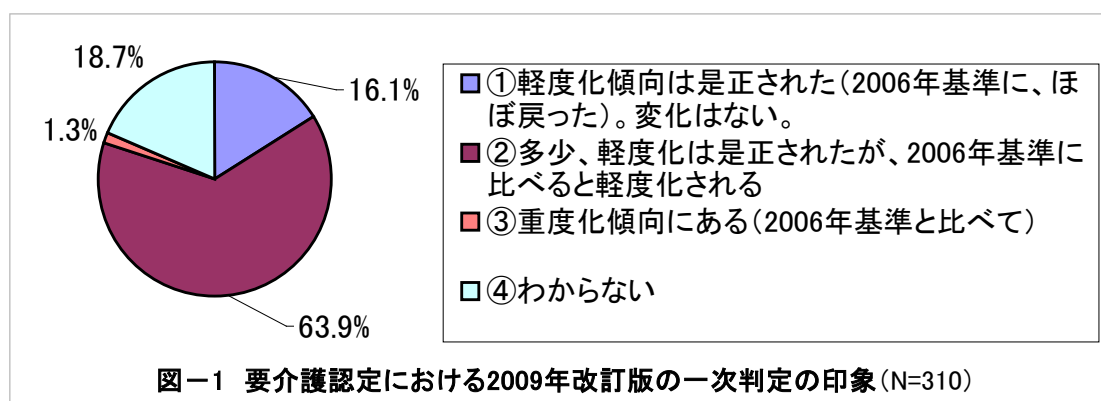 18.7%
16.1%
1.3%
63.9%
①軽度化傾向は是正された(2006年基準に、ほ
ぼ戻った)。変化はない。
②多少、軽度化は是正されたが、2006年基準に
比べると軽度化される
③重度化傾向にある(2006年基準と比べて)
④わからない
図－1 要介護認定における2009年改訂版の一次判定の印象(N=310)